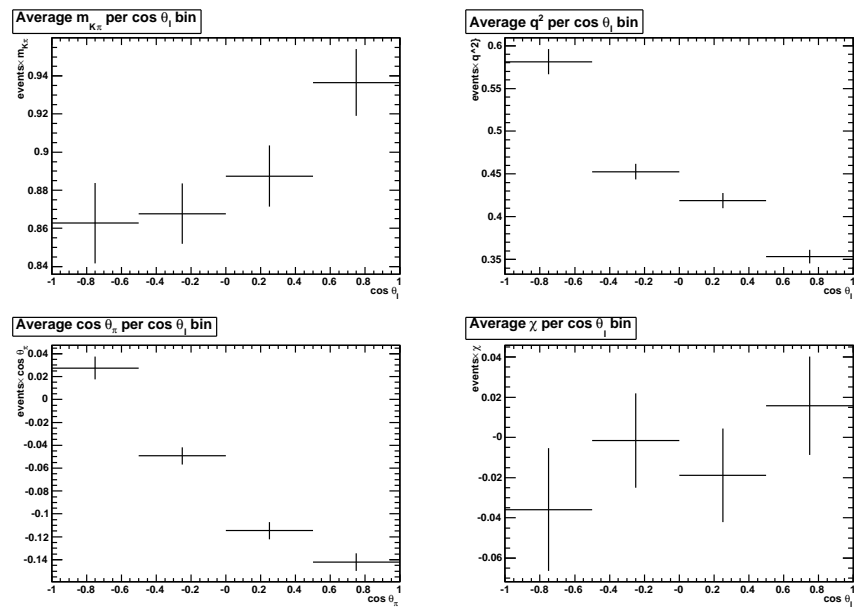 Average m_Kπ per cos θ_l bin
events× m_Kπ
0.94
0.92
0.9
0.88
0.86
0.84
-1 -0.8 -0.6 -0.4 -0.2 -0 0.2 0.4 0.6 0.8 1
cos θ_l
Average q² per cos θ_l bin
events× q^2}
0.6
0.55
0.5
0.45
0.4
0.35
-1 -0.8 -0.6 -0.4 -0.2 -0 0.2 0.4 0.6 0.8 1
cos θ_l
Average cos θ_π per cos θ_l bin
events× cos θ_π
0.04
0.02
0
-0.02
-0.04
-0.06
-0.08
-0.1
-0.12
-0.14
-1 -0.8 -0.6 -0.4 -0.2 -0 0.2 0.4 0.6 0.8 1
cos θ_π
Average χ per cos θ_l bin
events× χ
0.04
0.02
-0
-0.02
-0.04
-0.06
-1 -0.8 -0.6 -0.4 -0.2 -0 0.2 0.4 0.6 0.8 1
cos θ_l